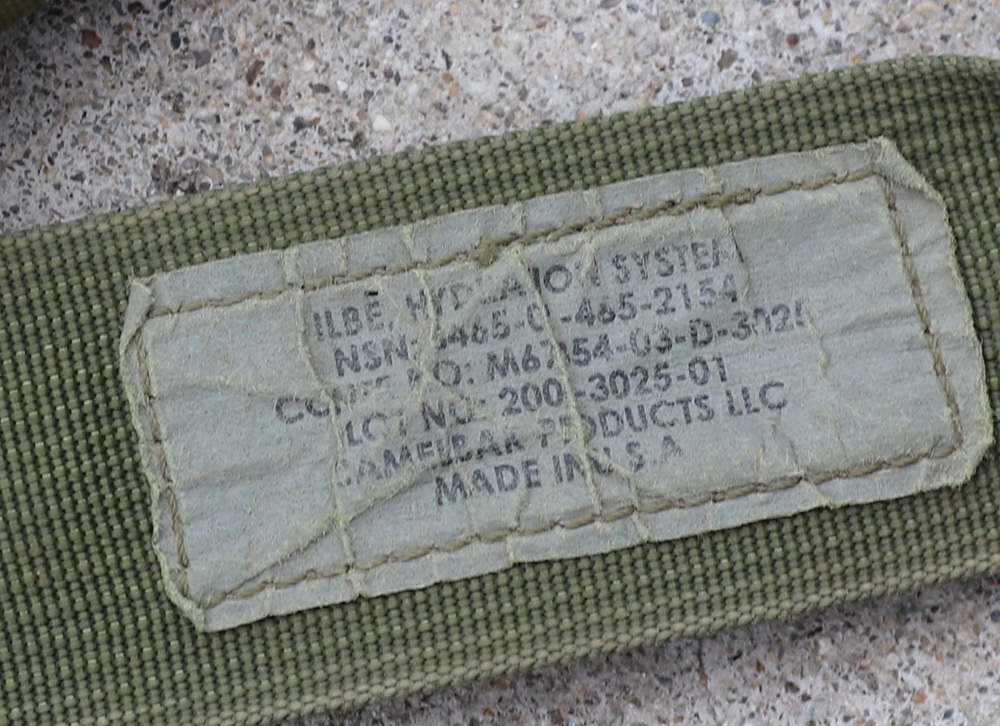 ILBE, HYDRATION SYSTEM
NSN: 8465-01-465-2154
CONT NO: M67854-03-D-3025
LOT NO: 200 -3025-01
CAMELBAK PRODUCTS LLC
MADE IN U.S.A